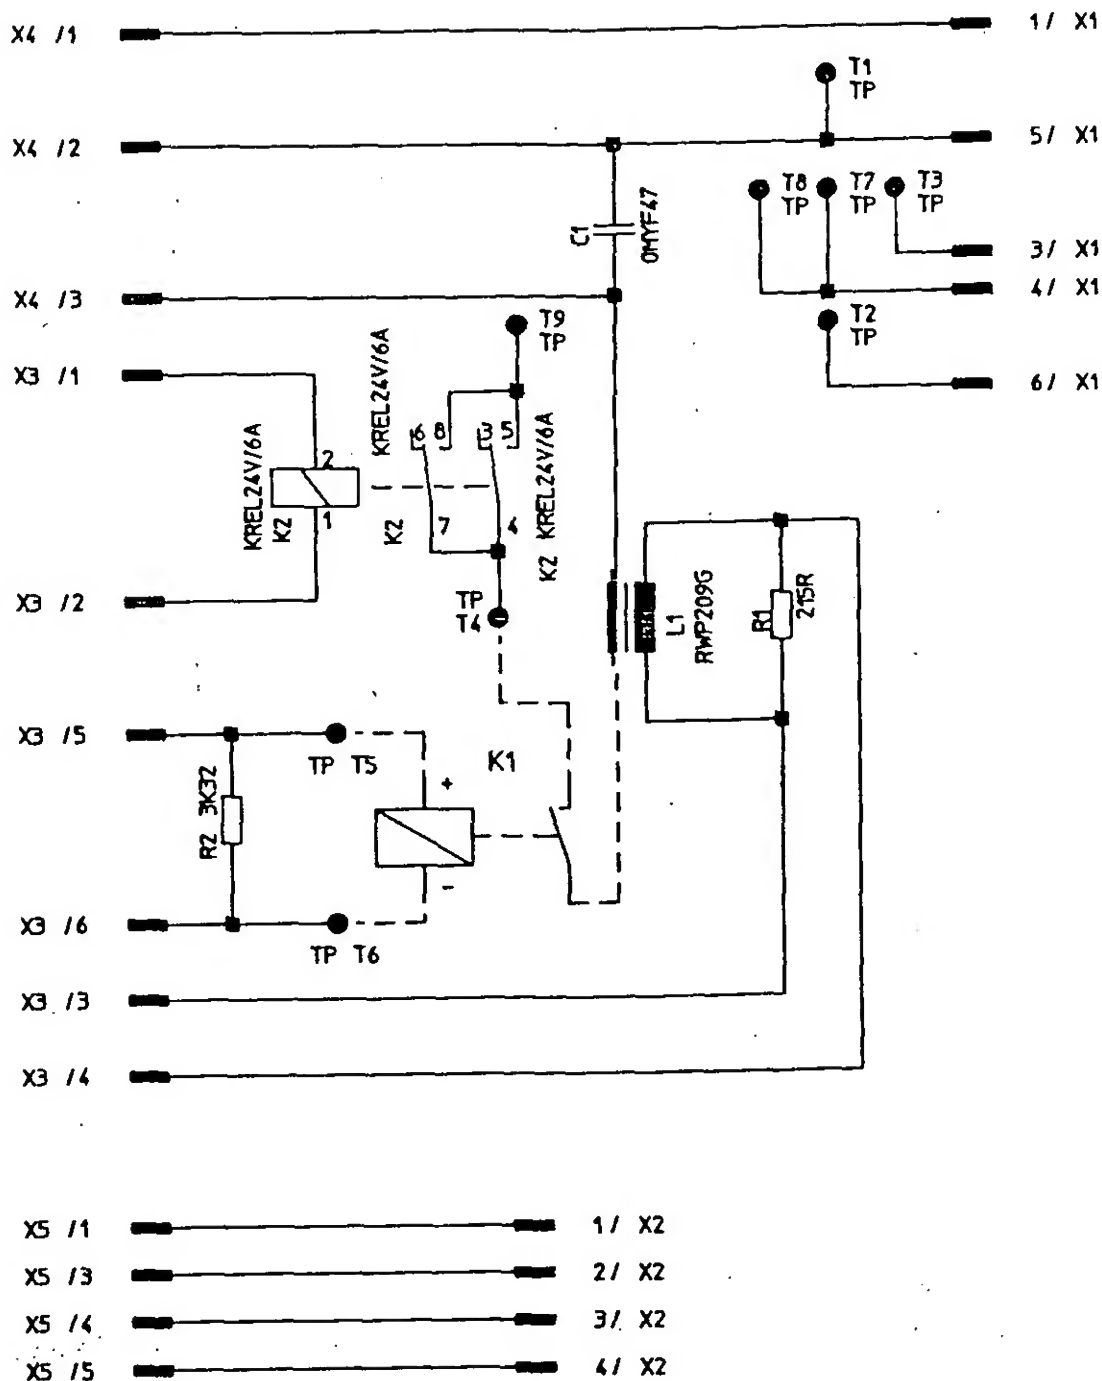 X4 /1
1/ X1
T1
TP
X4 /2
5/ X1
T8
TP
T7
TP
T3
TP
C1
0MYF47
3/ X1
X4 /3
4/ X1
T9
TP
T2
TP
X3 /1
6/ X1
KREL24V/6A
K2
2
1
KREL24V/6A
K2
6 8
3 5
7
4
K2 KREL24V/6A
X3 /2
TP
T4
L1
RWP209G
R1
215R
X3 /5
TP T5
K1
+
R2 3K32
-
X3 /6
TP T6
X3 /3
X3 /4
X5 /1
1/ X2
X5 /3
2/ X2
X5 /4
3/ X2
X5 /5
4/ X2